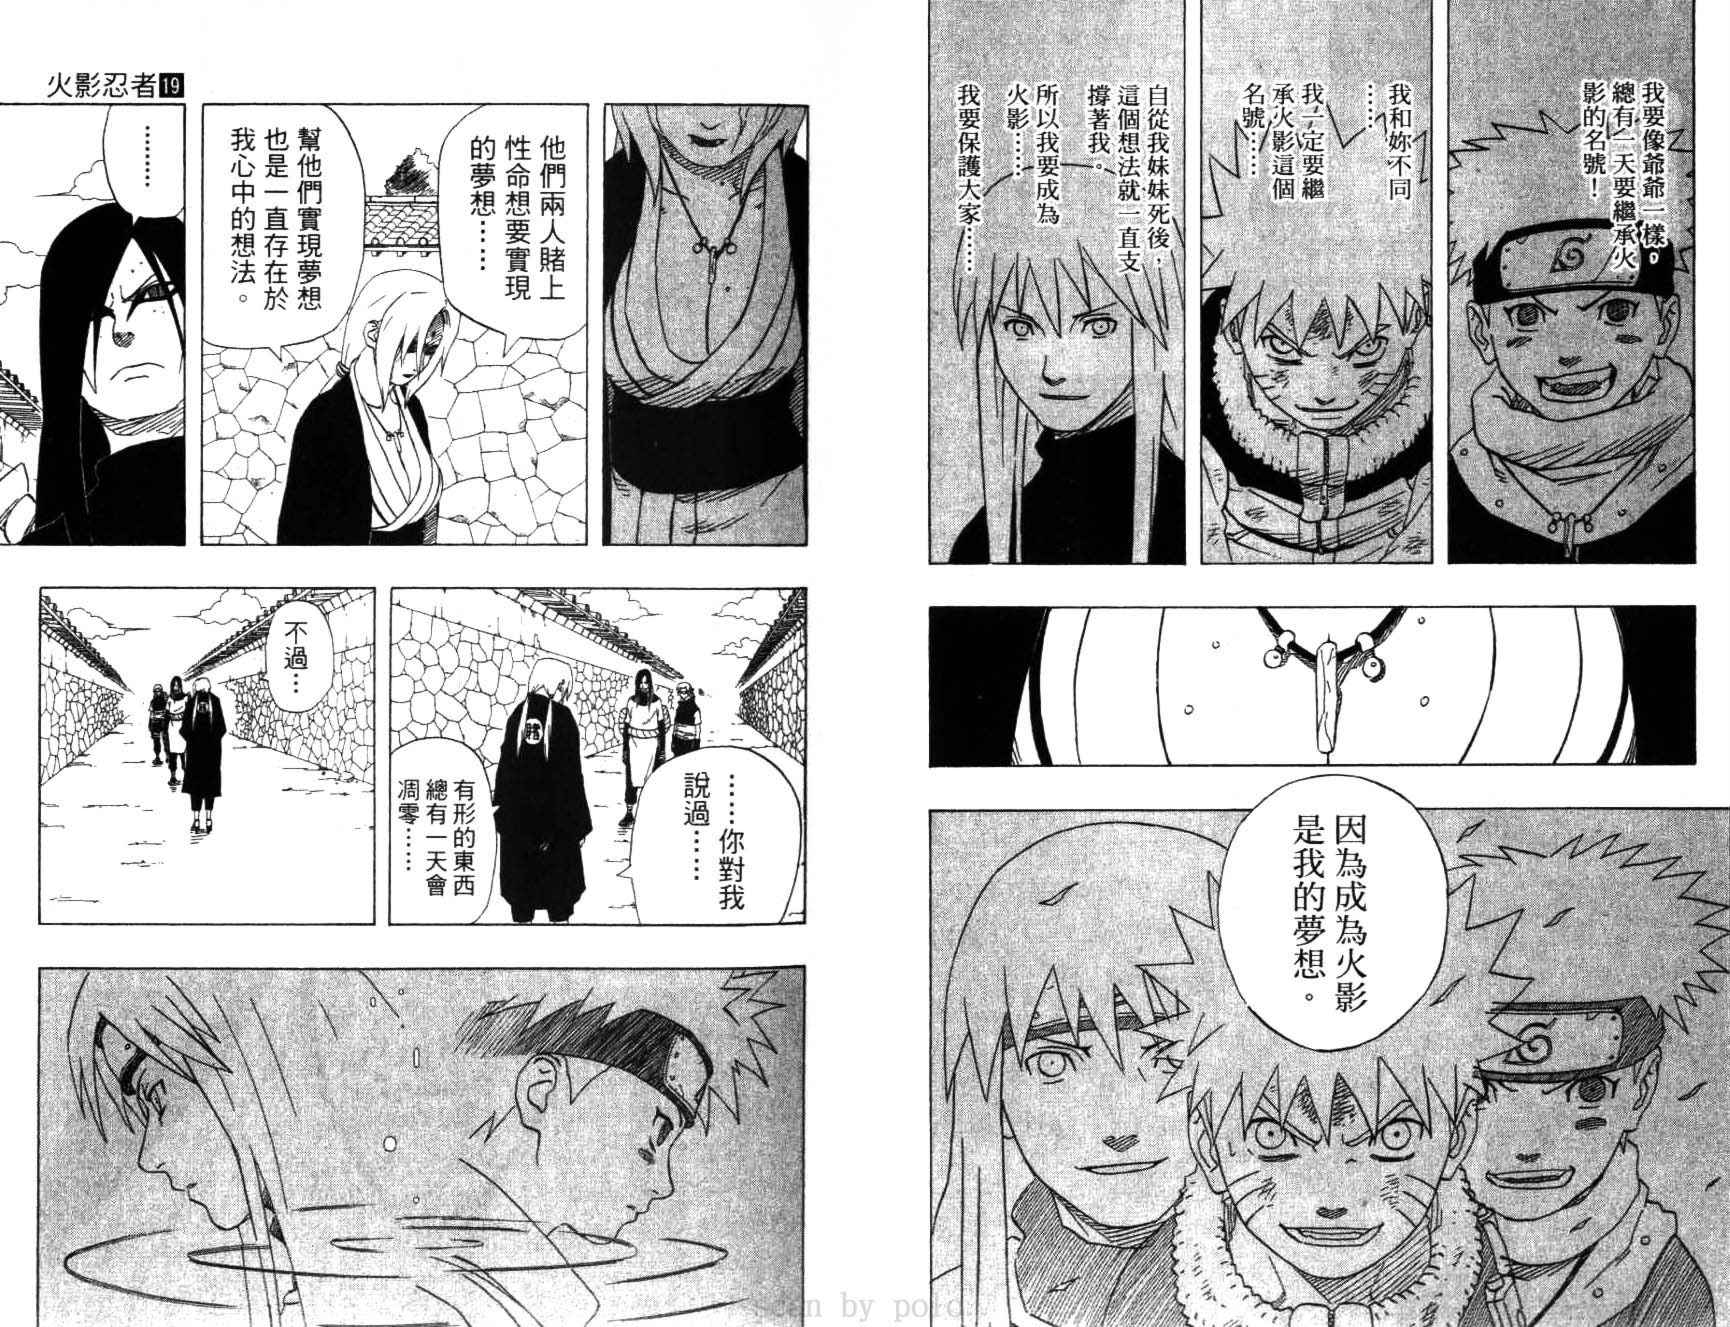 我要像爺爺一樣，
總有一天要繼承火
影的名號！
我和妳不同
……
我一定要繼
承火影這個
名號……
自從我妹妹死後，
這個想法就一直支
撐著我。
所以我要成為
火影……
我要保護大家……
因為成為火影
是我的夢想。
火影忍者19
他們兩人賭上
性命想要實現
的夢想……
幫他們實現夢想
也是一直存在於
我心中的想法。
………
……你對我
說過……
有形的東西
總有一天會
凋零……
賭
不過…